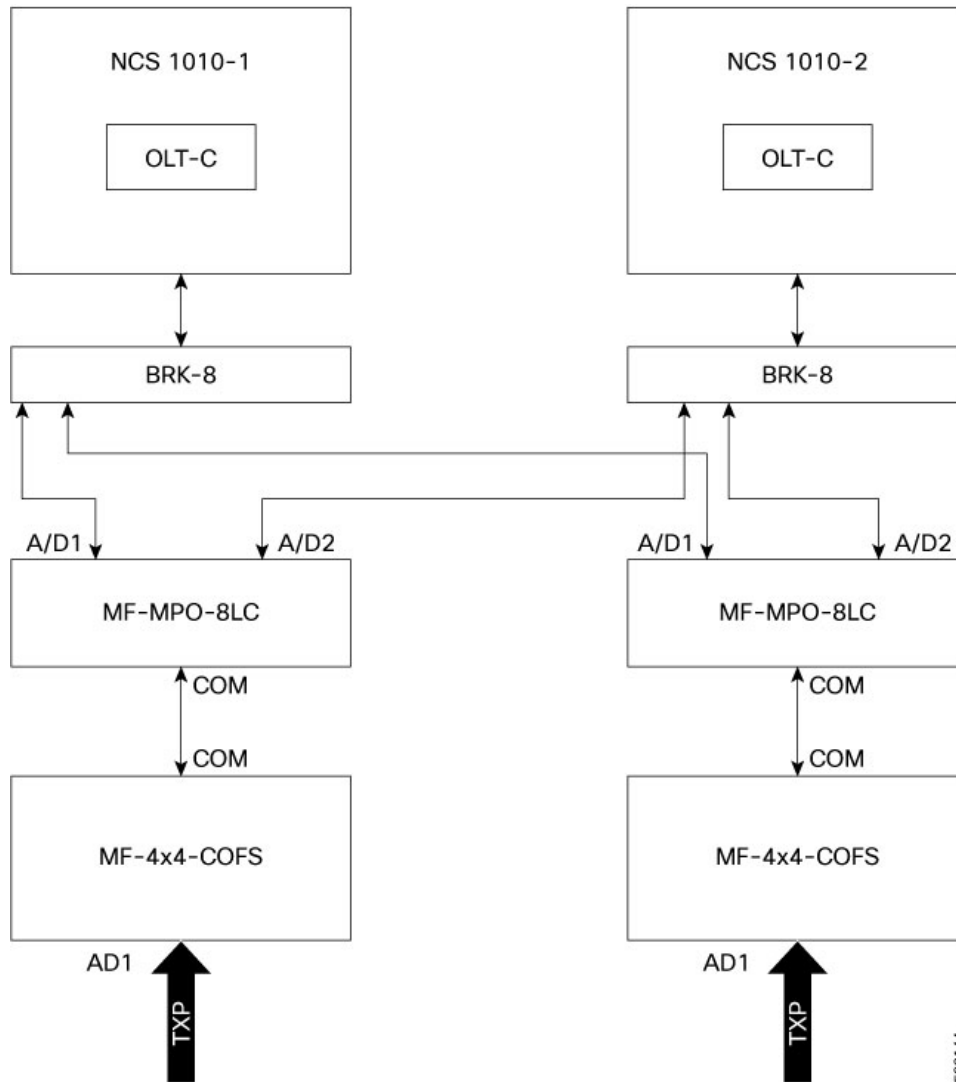 NCS 1010-1
NCS 1010-2
OLT-C
OLT-C
BRK-8
BRK-8
A/D1
A/D2
A/D1
A/D2
MF-MPO-8LC
MF-MPO-8LC
COM
COM
COM
COM
MF-4x4-COFS
MF-4x4-COFS
AD1
AD1
TXP
TXP